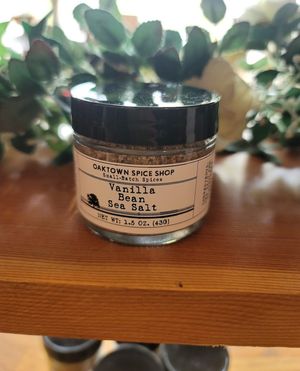 OAKTOWN SPICE SHOP
Small-Batch Spices
Vanilla
Bean
Sea Salt
NET WT: 1.5 OZ. (43G)